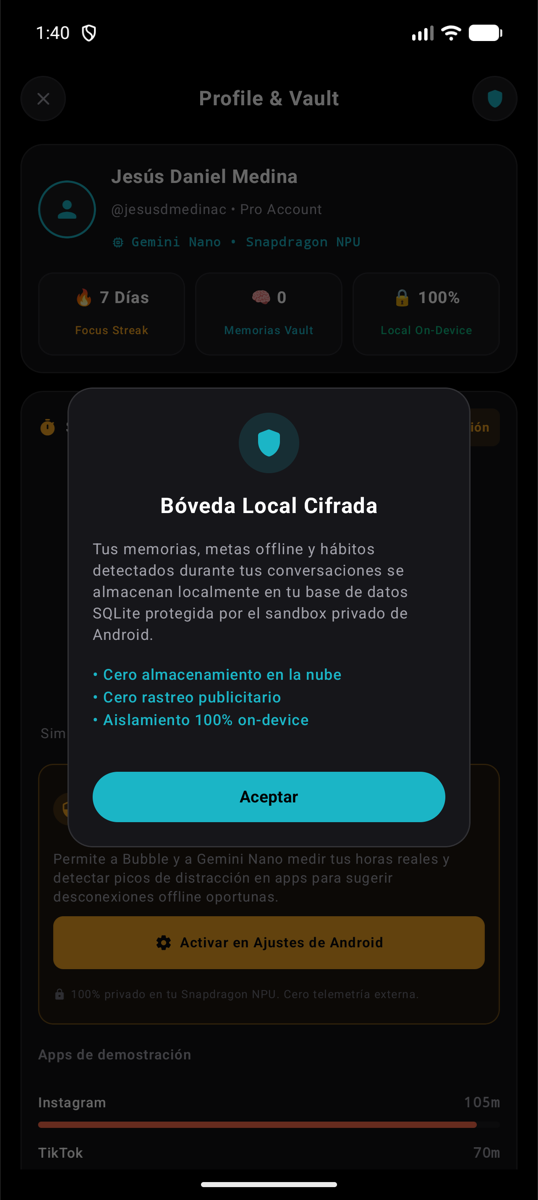 1:40
Profile & Vault
Jesús Daniel Medina
@jesusdmedinac • Pro Account
Gemini Nano • Snapdragon NPU
🔥 7 Días
🧠 0
🔒 100%
Focus Streak
Memorias Vault
Local On-Device
ión
Bóveda Local Cifrada
Tus memorias, metas offline y hábitos
detectados durante tus conversaciones se
almacenan localmente en tu base de datos
SQLite protegida por el sandbox privado de
Android.
• Cero almacenamiento en la nube
• Cero rastreo publicitario
• Aislamiento 100% on-device
Sim
Aceptar
Permite a Bubble y a Gemini Nano medir tus horas reales y
detectar picos de distracción en apps para sugerir
desconexiones offline oportunas.
Activar en Ajustes de Android
100% privado en tu Snapdragon NPU. Cero telemetría externa.
Apps de demostración
Instagram
105m
TikTok
70m